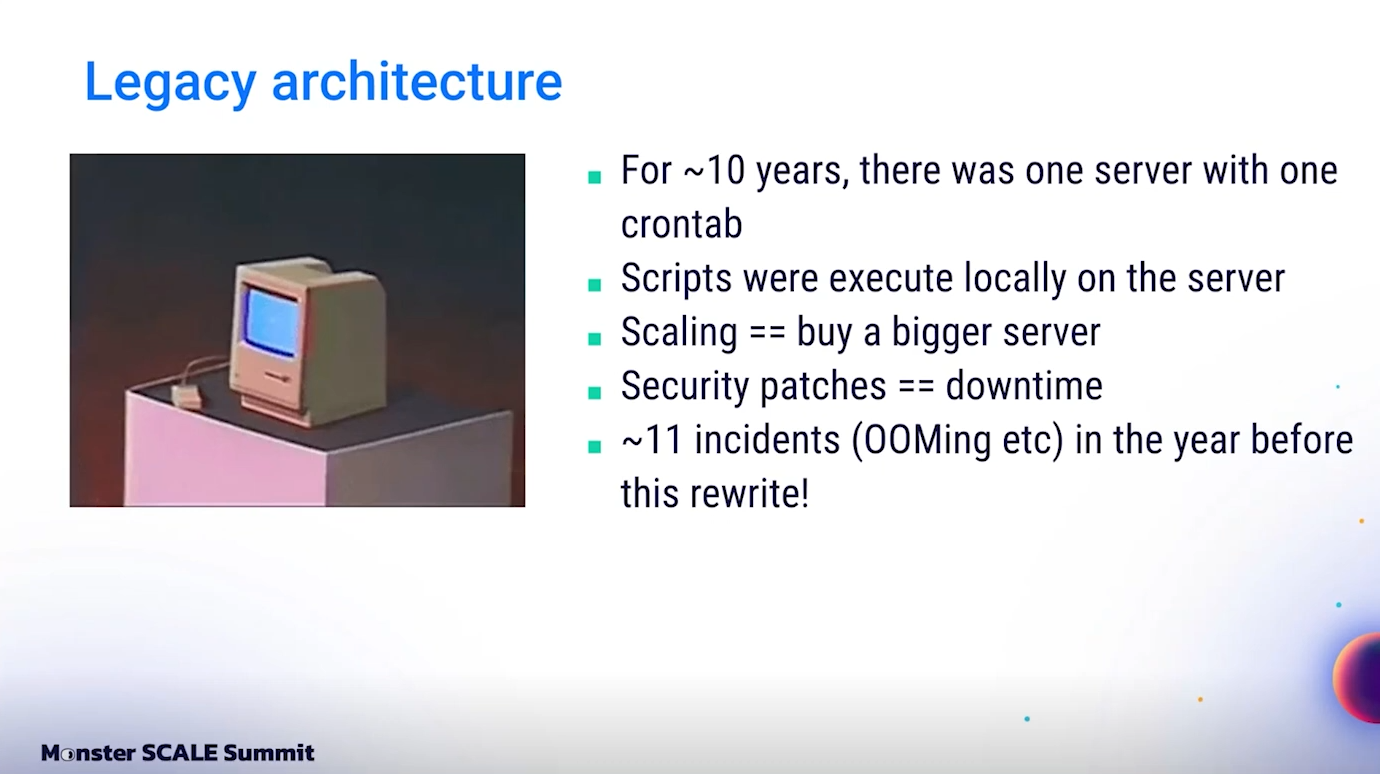 Legacy architecture
For ~10 years, there was one server with one
crontab
Scripts were execute locally on the server
Scaling == buy a bigger server
Security patches == downtime
~11 incidents (OOMing etc) in the year before
this rewrite!
Monster SCALE Summit